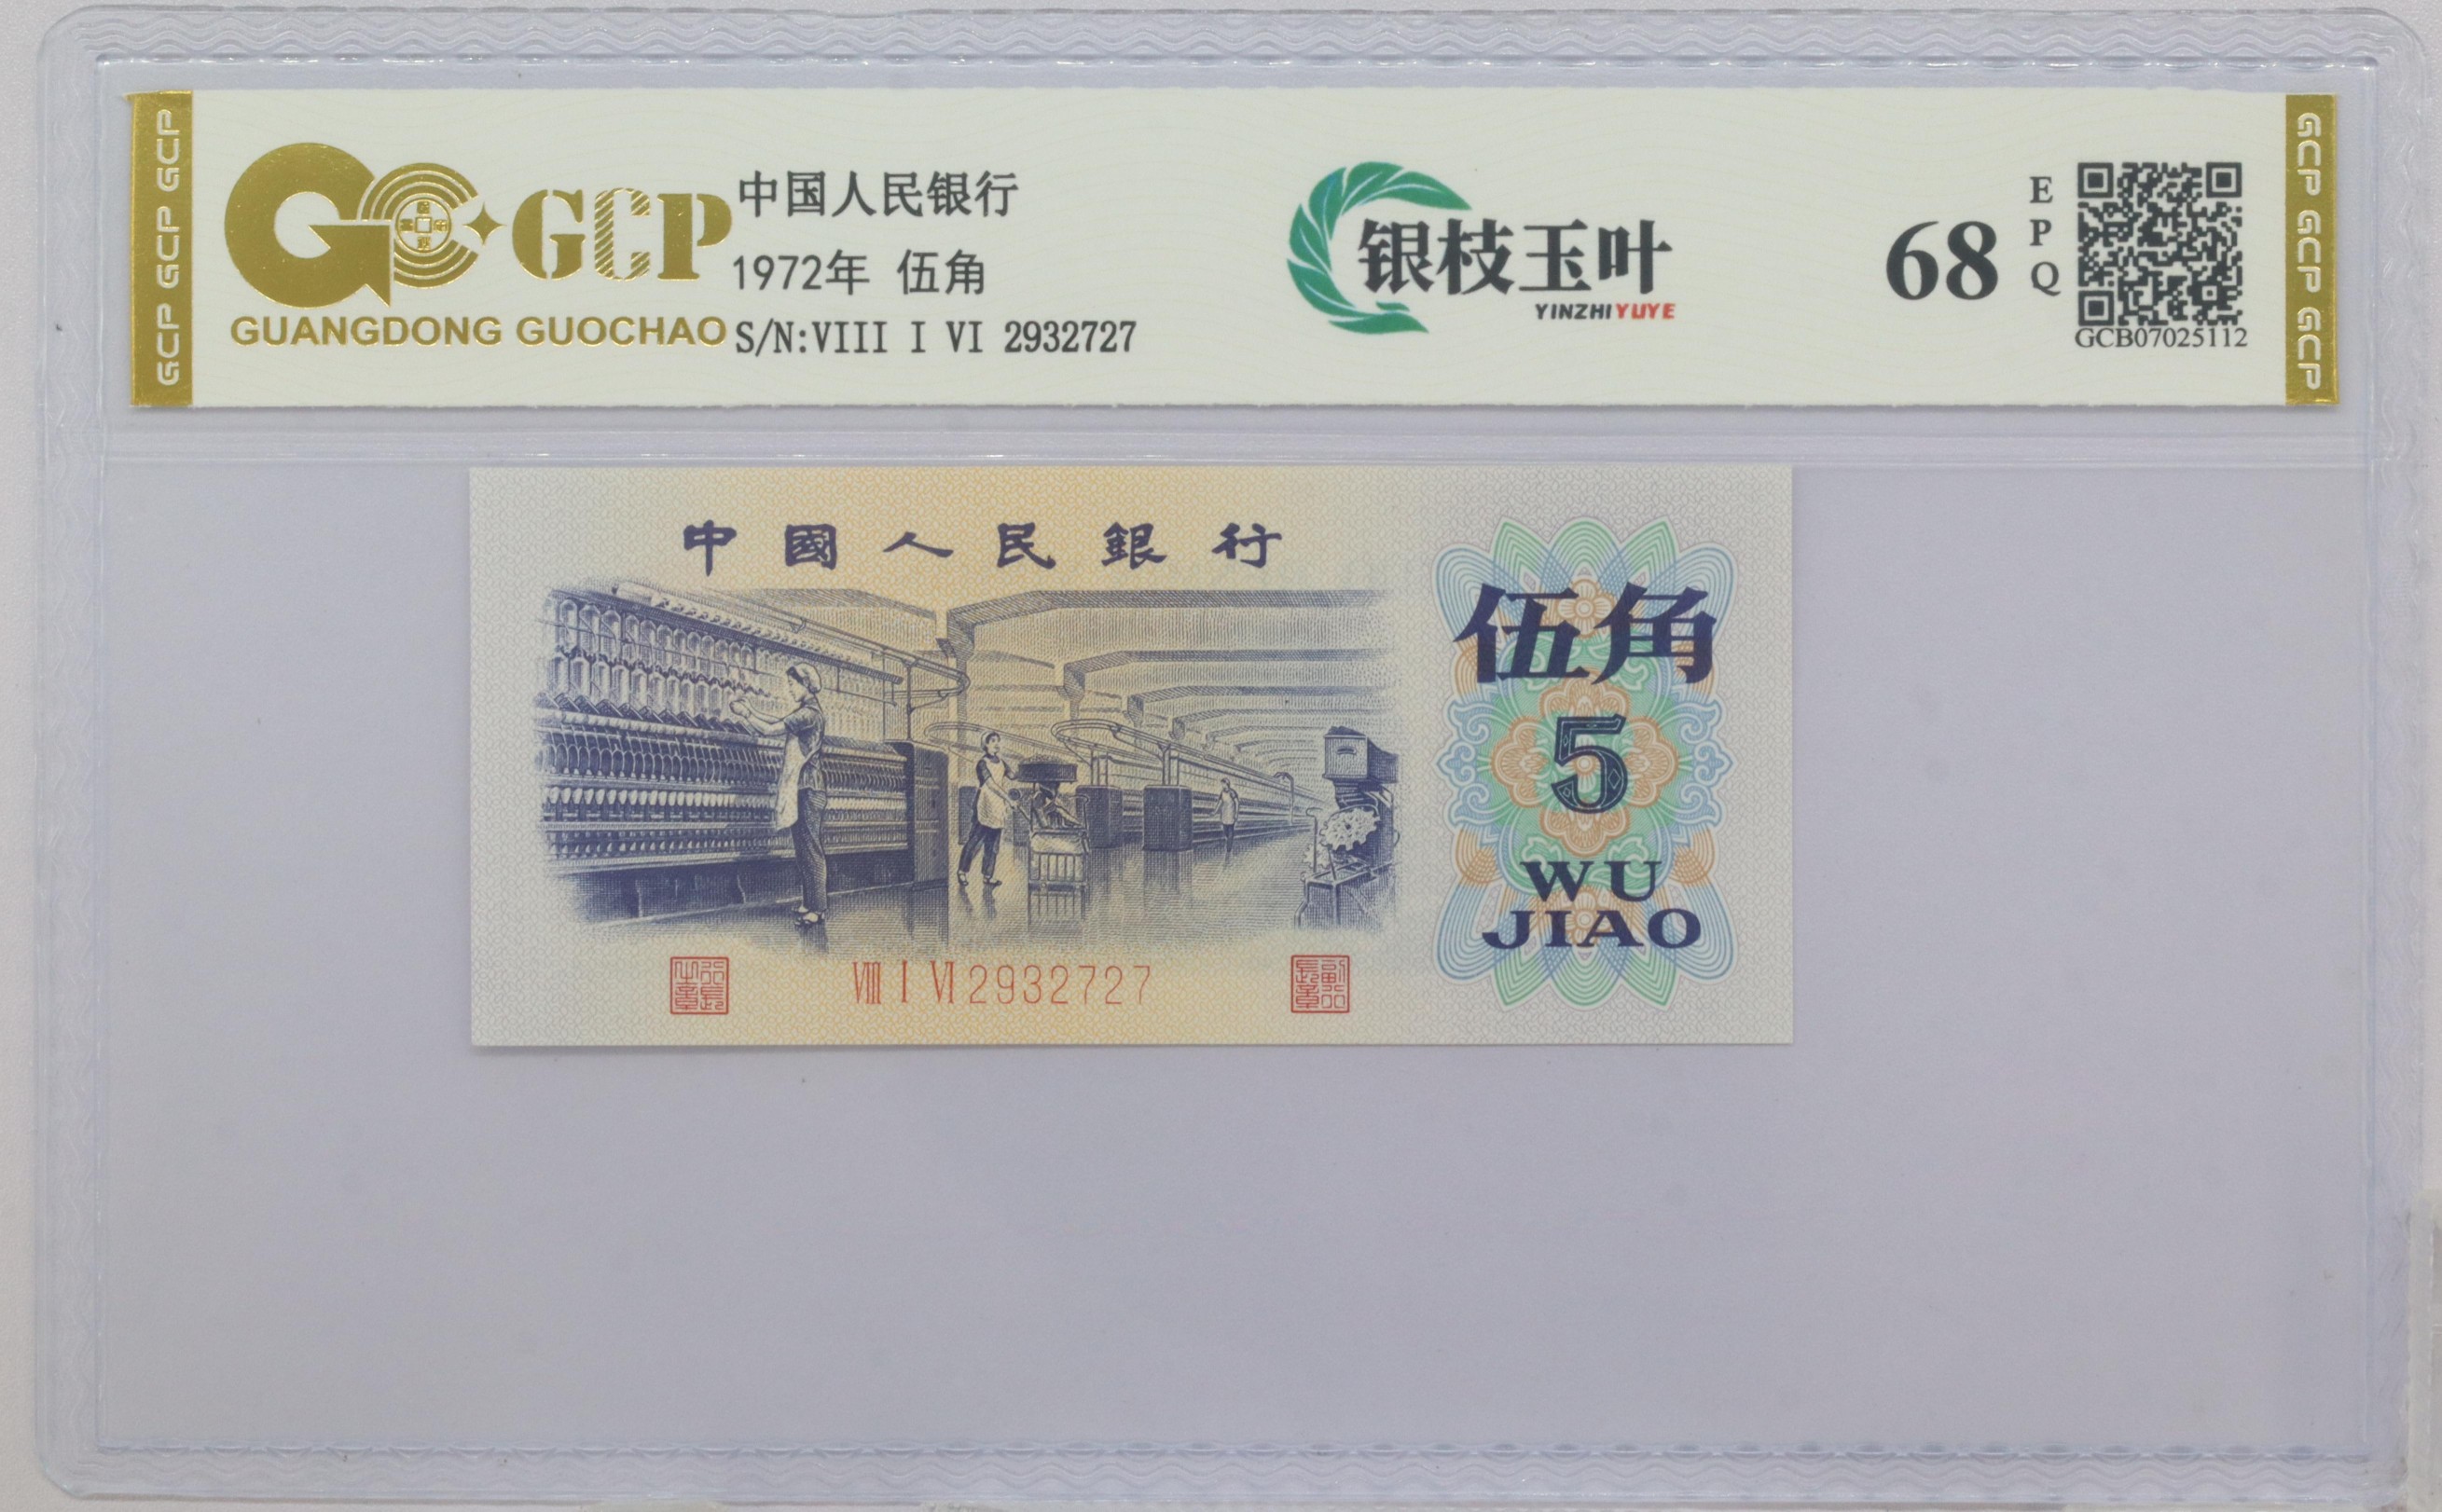 GCP GCP GCP
GCP
GUANGDONG GUOCHAO
中国人民银行
1972年 伍角
S/N:VIII I VI 2932727
银枝玉叶
YINZHIYUYE
68
EPQ
GCB07025112
GCP GCP GCP
中國人民銀行
伍角
5
WU
JIAO
VIII I VI 2932727